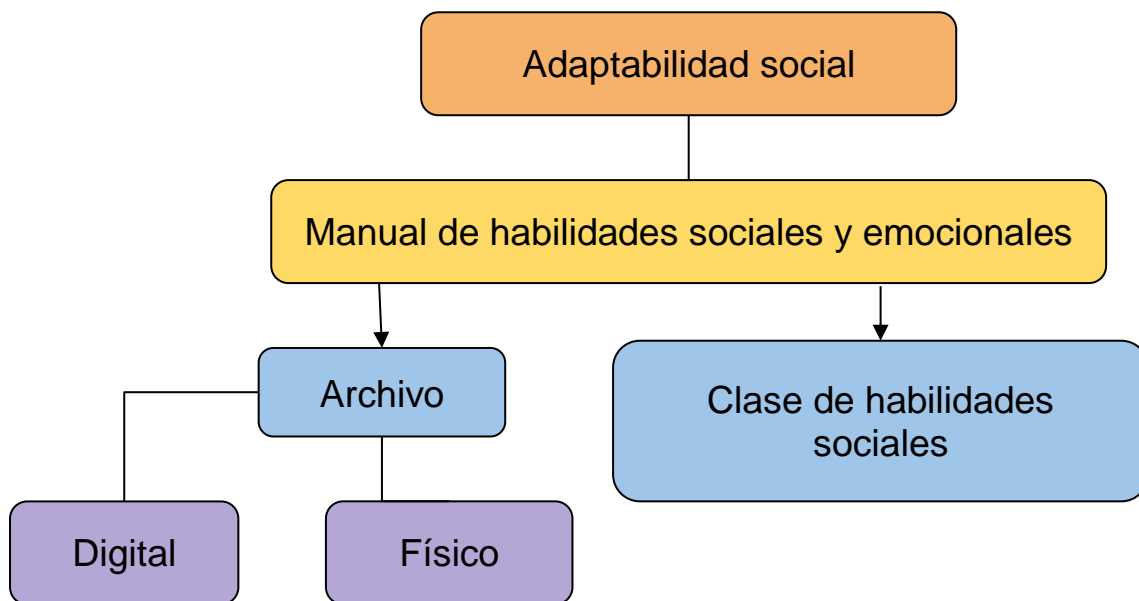 Adaptabilidad social
Manual de habilidades sociales y emocionales
Archivo
Clase de habilidades
sociales
Digital
Físico